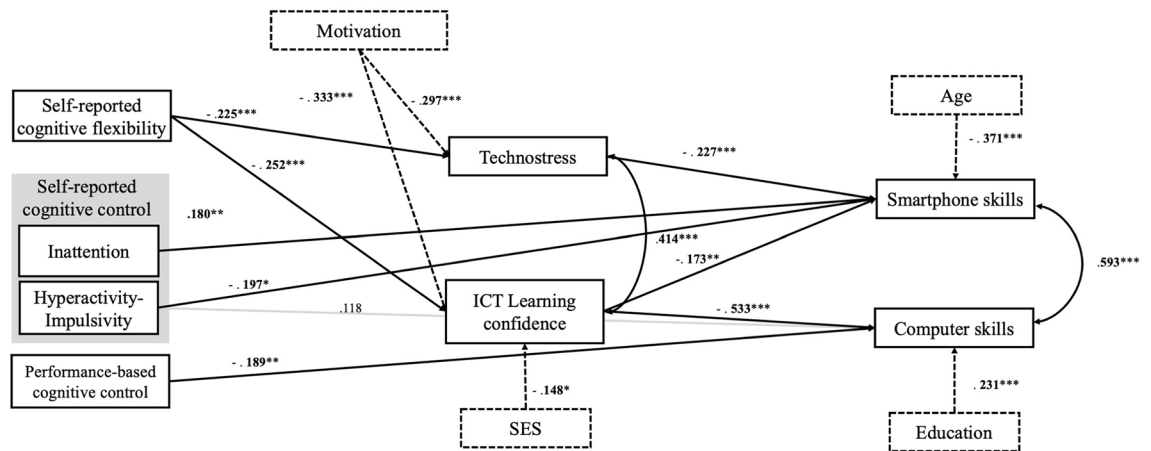 Motivation
Self-reported
cognitive flexibility
- .225***
- . 333***
- .297***
Age
- . 371***
Technostress
- . 227***
- . 252***
Self-reported
cognitive control
.180**
Smartphone skills
Inattention
.414***
- . 173**
.593***
Hyperactivity-
Impulsivity
- . 197*
.118
ICT Learning
confidence
- . 533***
Computer skills
Performance-based
cognitive control
- . 189**
- .148*
. 231***
SES
Education